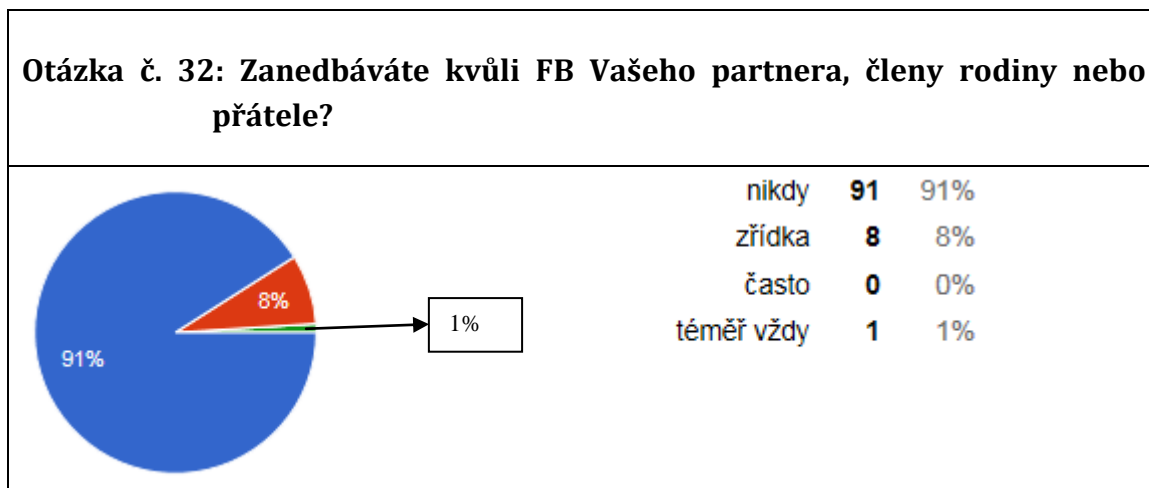 Otázka č. 32: Zanedbáváte kvůli FB Vašeho partnera, členy rodiny nebo
přátele?
91%
8%
1%
nikdy 91 91%
zřídka 8 8%
často 0 0%
téměř vždy 1 1%